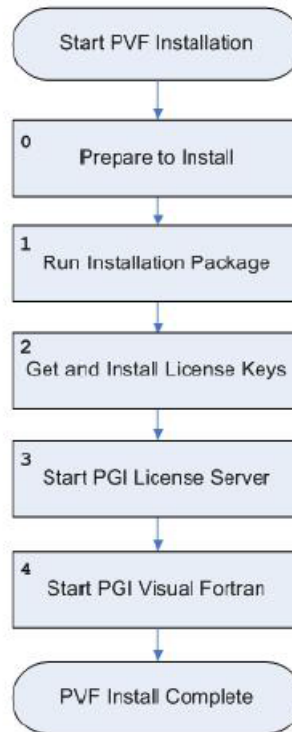 Start PVF Installation
0
Prepare to Install
1
Run Installation Package
2
Get and Install License Keys
3
Start PGI License Server
4
Start PGI Visual Fortran
PVF Install Complete